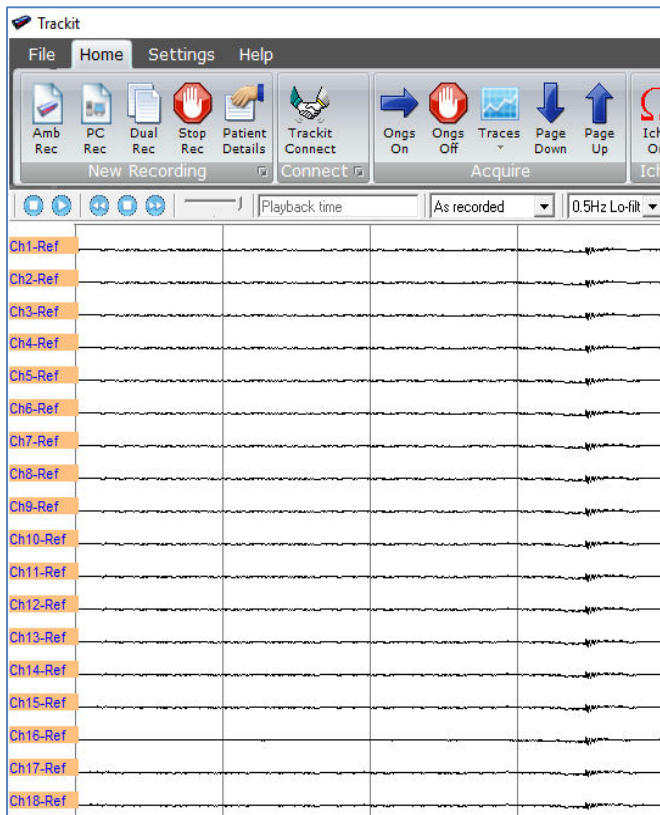 Trackit
File Home Settings Help
Amb Rec
PC Rec
Dual Rec
Stop Rec
Patient Details
Trackit Connect
Ongs On
Ongs Off
Traces
Page Down
Page Up
New Recording
Connect
Acquire
Playback time
As recorded
0.5Hz Lo-filt
Ch1-Ref
Ch2-Ref
Ch3-Ref
Ch4-Ref
Ch5-Ref
Ch6-Ref
Ch7-Ref
Ch8-Ref
Ch9-Ref
Ch10-Ref
Ch11-Ref
Ch12-Ref
Ch13-Ref
Ch14-Ref
Ch15-Ref
Ch16-Ref
Ch17-Ref
Ch18-Ref